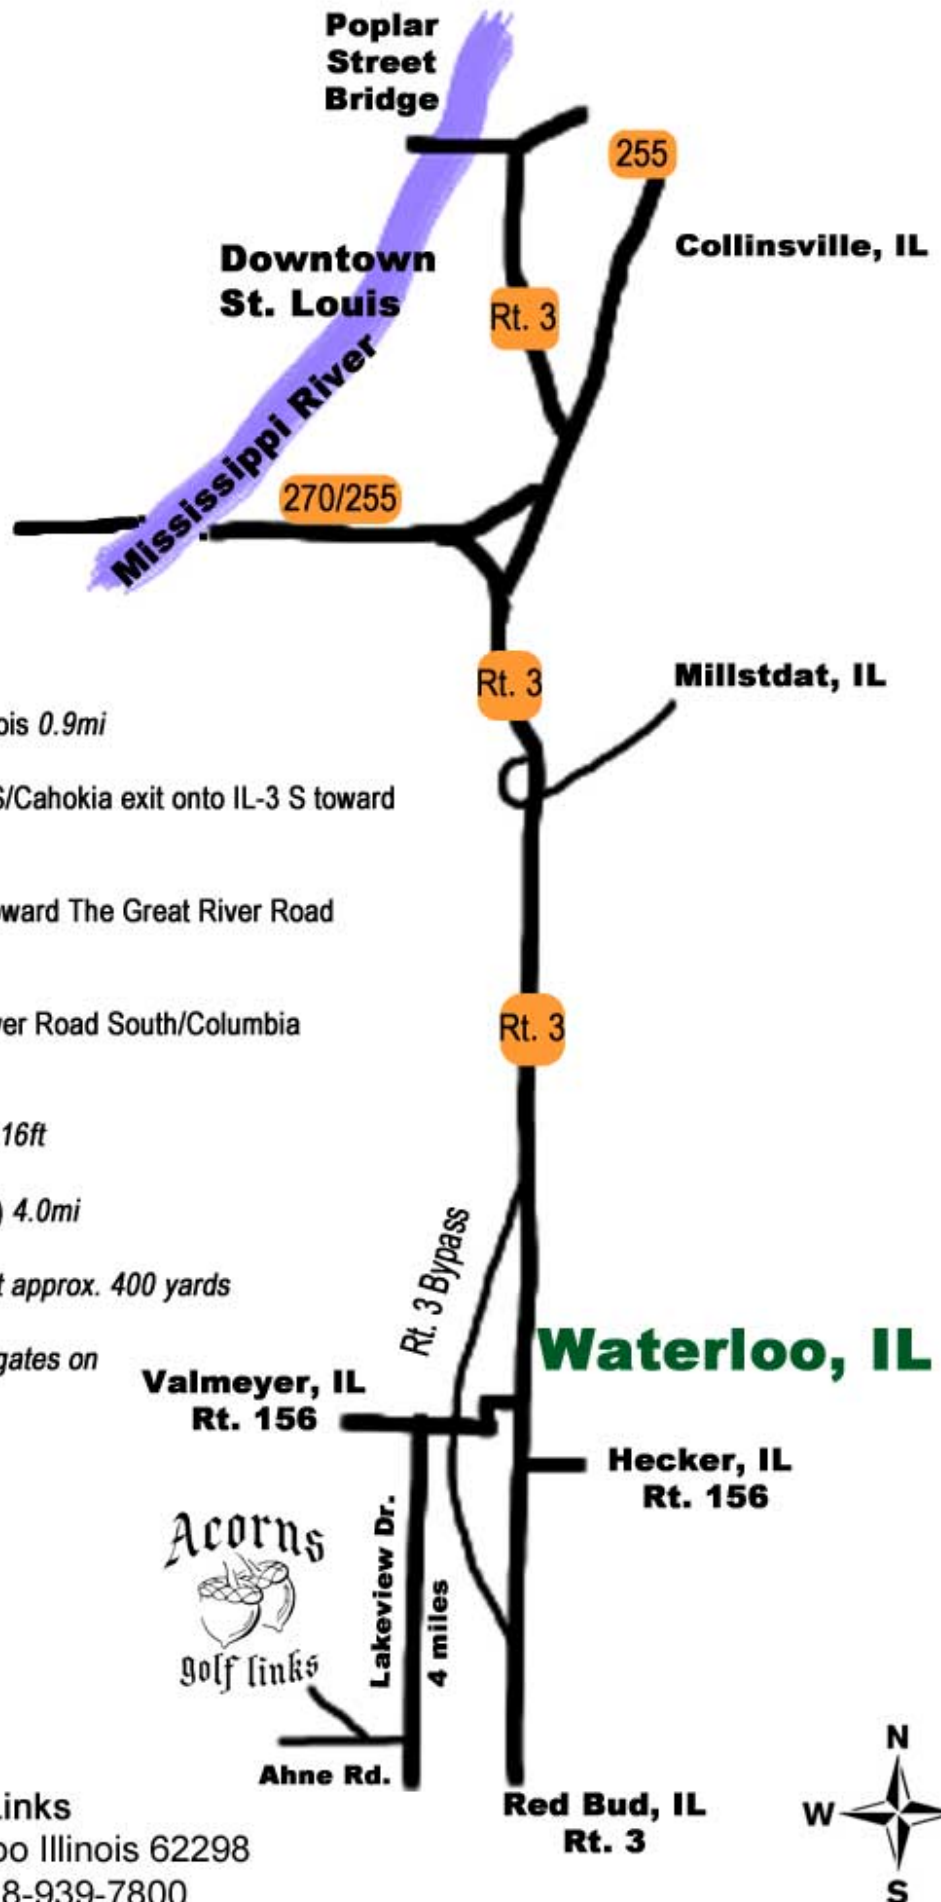 Poplar
Street
Bridge
255
Collinsville, IL
Downtown
St. Louis
Rt. 3
Mississippi River
270/255
Rt. 3
Millstdat, IL
ois 0.9mi
S/Cahokia exit onto IL-3 S toward
ward The Great River Road
Rt. 3
er Road South/Columbia
16ft
) 4.0mi
t approx. 400 yards
gates on
Rt. 3 Bypass
Waterloo, IL
Valmeyer, IL
Rt. 156
Hecker, IL
Rt. 156
Acorns
golf links
Lakeview Dr.
4 miles
Ahne Rd.
Red Bud, IL
Rt. 3
N
W
S
inks
oo Illinois 62298
8-939-7800